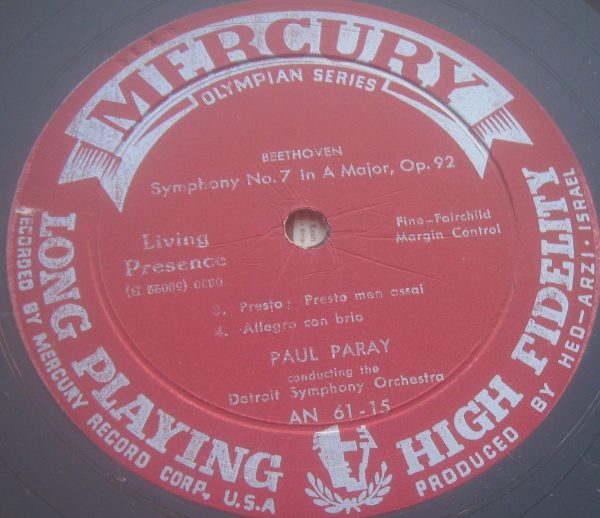 MERCURY
OLYMPIAN SERIES
BEETHOVEN
Symphony No. 7 in A Major, Op. 92
Living
Presence
Fine-Fairchild
Margin Control
3. Presto; Presto men assai
4. Allegro con brio
PAUL PARAY
conducting the
Detroit Symphony Orchestra
AN 61-15
LONG PLAYING
HIGH FIDELITY
RECORDED BY MERCURY RECORD CORP. U.S.A
PRODUCED BY HED-ARZI·ISRAEL